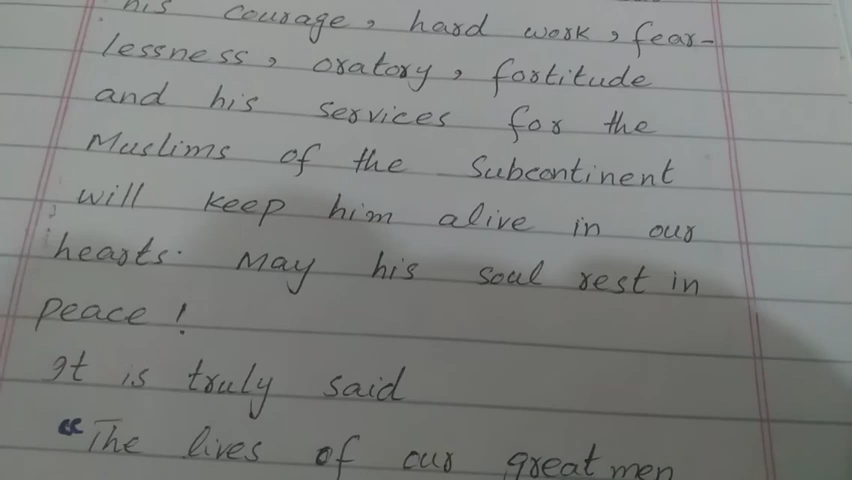 his courage, hard work, fear-
lessness, oratory, fortitude
and his services for the
Muslims of the Subcontinent
will keep him alive in our
hearts. May his soul rest in
peace!
It is truly said
"The lives of our great men